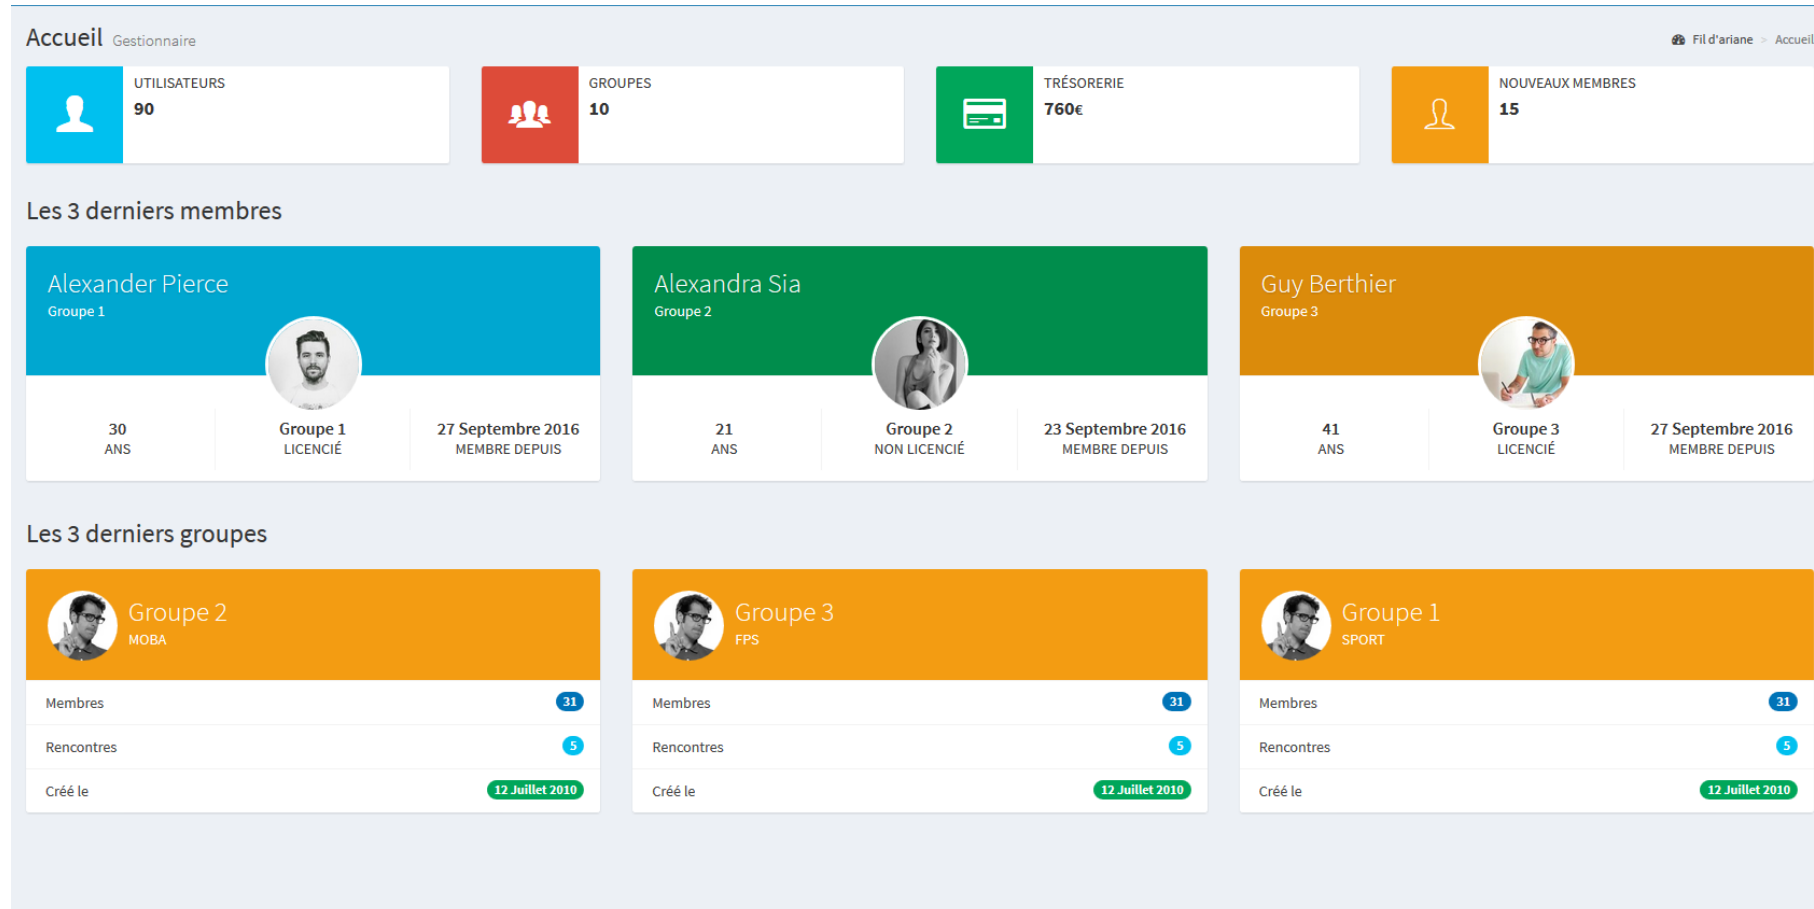 Accueil Gestionnaire
Fil d'ariane > Accueil
UTILISATEURS
90
GROUPES
10
TRÉSORERIE
760€
NOUVEAUX MEMBRES
15
Les 3 derniers membres
Alexander Pierce
Groupe 1
30
ANS
Groupe 1
LICENCIÉ
27 Septembre 2016
MEMBRE DEPUIS
Alexandra Sia
Groupe 2
21
ANS
Groupe 2
NON LICENCIÉ
23 Septembre 2016
MEMBRE DEPUIS
Guy Berthier
Groupe 3
41
ANS
Groupe 3
LICENCIÉ
27 Septembre 2016
MEMBRE DEPUIS
Les 3 derniers groupes
Groupe 2
MOBA
Membres 31
Rencontres 5
Créé le 12 Juillet 2010
Groupe 3
FPS
Membres 31
Rencontres 5
Créé le 12 Juillet 2010
Groupe 1
SPORT
Membres 31
Rencontres 5
Créé le 12 Juillet 2010